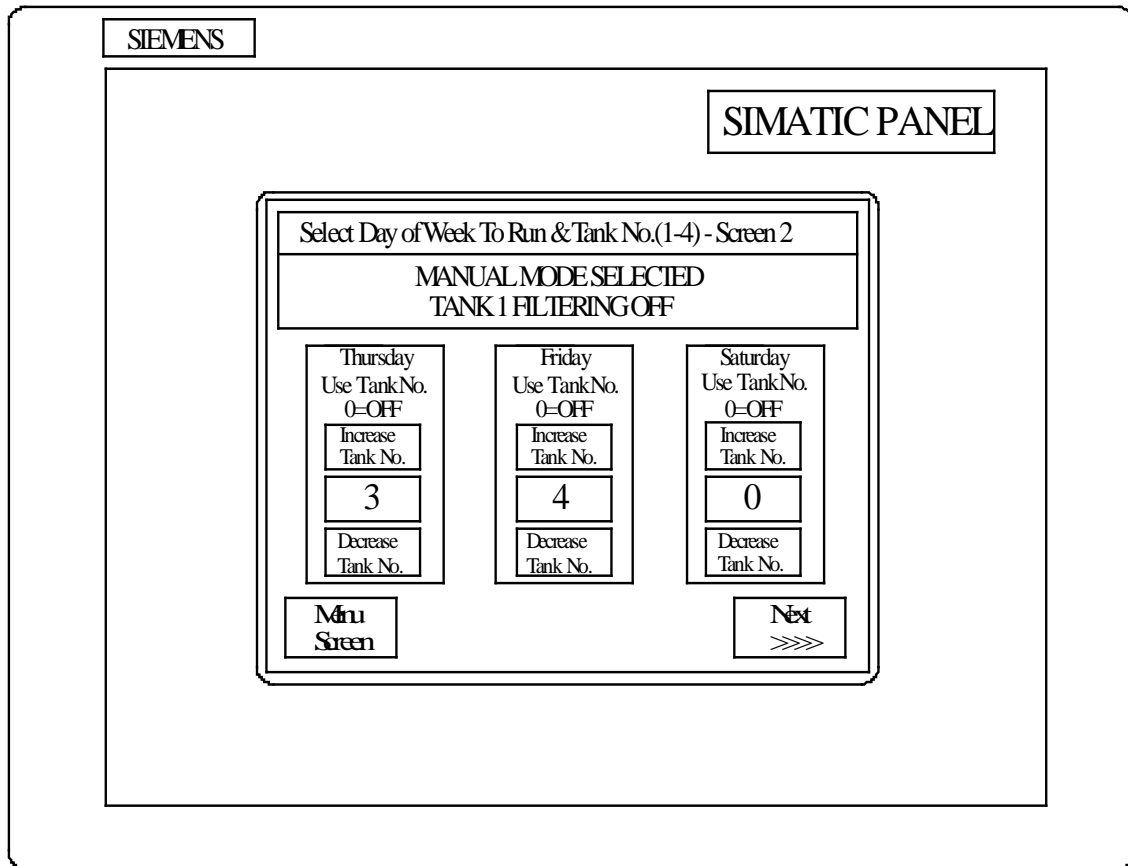 SIEMENS
SIMATIC PANEL
Select Day of Week To Run & Tank No.(1-4) - Screen 2
MANUAL MODE SELECTED
TANK 1 FILTERING OFF
Thursday
Use Tank No.
0=OFF
Increase
Tank No.
3
Decrease
Tank No.
Friday
Use Tank No.
0=OFF
Increase
Tank No.
4
Decrease
Tank No.
Saturday
Use Tank No.
0=OFF
Increase
Tank No.
0
Decrease
Tank No.
Menu
Screen
Next
>>>>>